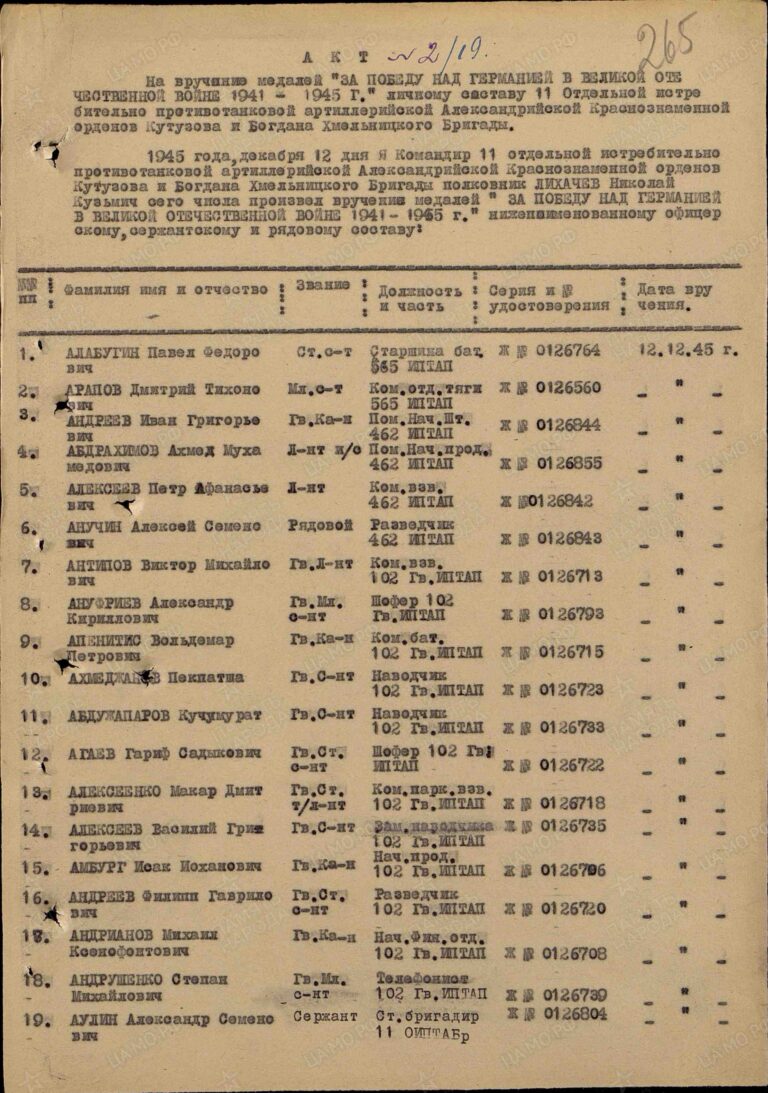 265
АКТ №2/19.
На вручение медалей "ЗА ПОБЕДУ НАД ГЕРМАНИЕЙ В ВЕЛИКОЙ ОТЕ
ЧЕСТВЕННОЙ ВОЙНЕ 1941 - 1945 Г." личному составу 11 Отдельной истре
бительно противотанковой артиллерийской Александрийской Краснознаменной
орденов Кутузова и Богдана Хмельницкого Бригады.
1945 года,декабря 12 дня Я Командир 11 отдельной истребительно
противотанковой артиллерийской Александрийской Краснознаменной орденов
Кутузова и Богдана Хмельницкого Бригады полковник ЛИХАЧЕВ Николай
Кузьмич сего числа произвел вручение медалей " ЗА ПОБЕДУ НАД ГЕРМАНИЕЙ
В ВЕЛИКОЙ ОТЕЧЕСТВЕННОЙ ВОЙНЕ 1941- 1945 г." нижепоименованному офицер
скому,сержантскому и рядовому составу:
№№ Фамилия имя и отчество : Звание : Должность : Серия и № : Дата вру
пп и часть удостоверения чения.
1. АЛАБУГИН Павел Федоро Ст.с-т Старшина бат. Ж № 0126764 12.12.45 г.
вич 565 ИПТАП
2. АРАПОВ Дмитрий Тихоно Мл.с-т Ком.отд.тяги Ж № 0126560 - " -
вич 565 ИПТАП
3. АНДРЕЕВ Иван Григорье Гв.Ка-н Пом.Нач.Шт. Ж № 0126844 - " -
вич 462 ИПТАП
4. АБДРАХИМОВ Ахмед Муха Л-нт и/с Пом.Нач.прод.
медович 462 ИПТАП Ж № 0126855 - " -
5. АЛЕКСЕЕВ Петр Афанасье Л-нт Ком.взв.
вич 462 ИПТАП Ж №0126842 - " -
6. АНУЧИН Алексей Семено Рядовой Разведчик
вич 462 ИПТАП Ж № 0126843 - " -
7. АНТИПОВ Виктор Михайло Гв.Л-нт Ком.взв.
вич 102 Гв.ИПТАП Ж № 0126713 - " -
8. АНУФРИЕВ Александр Гв.Мл. Шофер 102
Кириллович с-нт Гв.ИПТАП Ж № 0126793 - " -
9. АПЕНИТИС Вольдемар Гв.Ка-н Ком.бат.
Петрович 102 Гв.ИПТАП Ж № 0126715 - " -
10. Пекпатша Гв.С-нт Наводчик
102 Гв.ИПТАП Ж № 0126723 - " -
11. АБДУЖАПАРОВ Кучумурат Гв.С-нт Наводчик
102 Гв.ИПТАП Ж № 0126733 - " -
12. АГАЕВ Гариф Садыкович Гв.Ст. Шофер 102 Гв.
с-нт ИПТАП Ж № 0126722 - " -
13. АЛЕКСЕЕНКО Макар Дмит Гв.Ст. Ком.парк.взв.
риевич т/л-нт 102 Гв.ИПТАП Ж № 0126718 - " -
14. АЛЕКСЕЕВ Василий Гри Гв.С-нт Зам. Ж № 0126735 - " -
горьевич 102 Гв.ИПТАП
15. АМБУРГ Исак Иоханович Гв.Ка-н Нач.прод.
102 Гв.ИПТАП Ж № 0126706 - " -
16. АНДРЕЕВ Филипп Гаврило Гв.Ст. Разведчик
вич с-нт 102 Гв.ИПТАП Ж № 0126720 - " -
17. АНДРИАНОВ Михаил Гв.Ка-н Нач.Фин.отд.
Ксенофонтович 102 Гв.ИПТАП Ж № 0126708 - " -
18. АНДРУШЕНКО Степан Гв.Мл. Телефонист
Михайлович с-нт 102 Гв.ИПТАП Ж № 0126739 - " -
19. АУЛИН Александр Семено Сержант Ст.бригадир Ж № 0126804 - " -
вич 11 ОИПТАБр